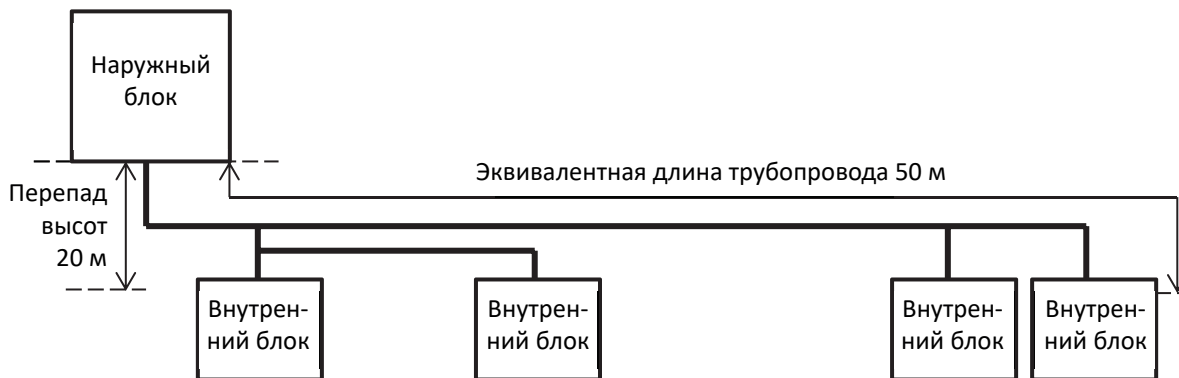 Наружный
блок
Эквивалентная длина трубопровода 50 м
Перепад
высот
20 м
Внутрен-
ний блок
Внутрен-
ний блок
Внутрен-
ний блок
Внутрен-
ний блок